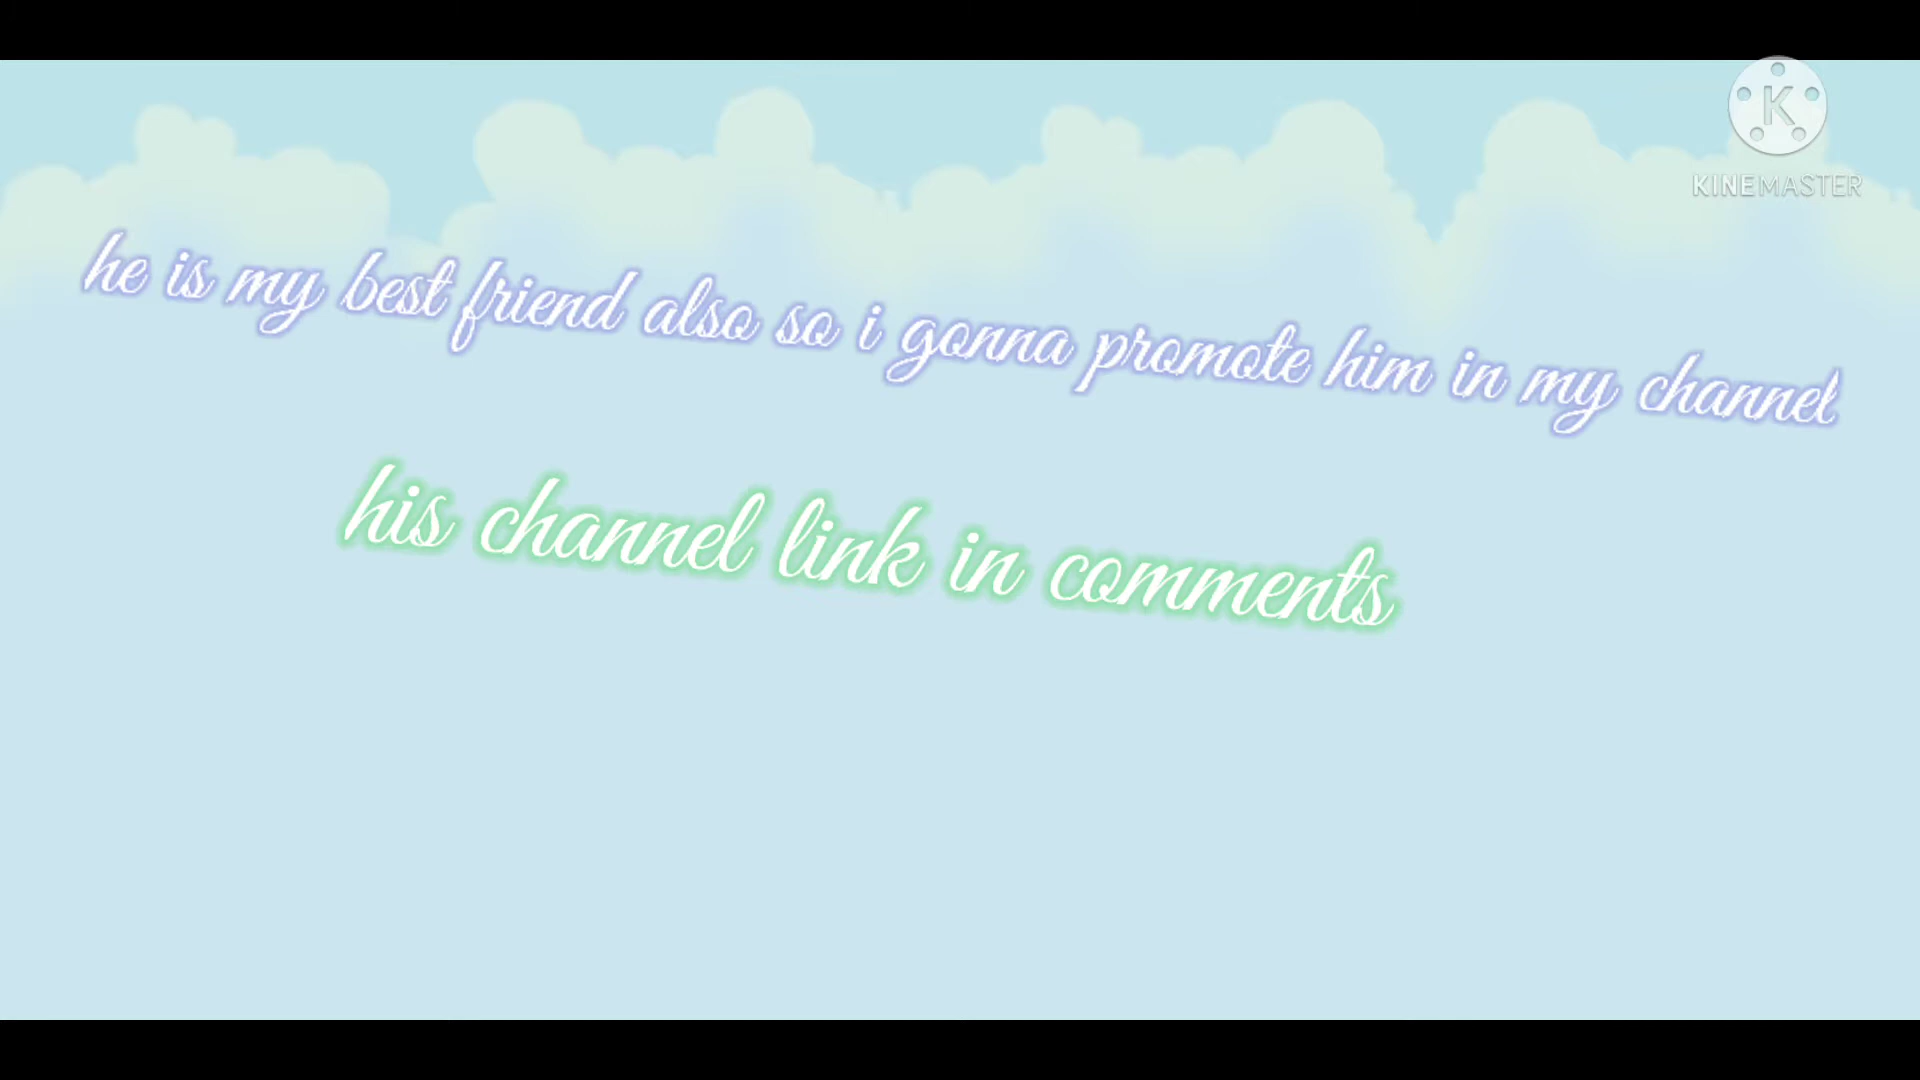 K
KINEMASTER
he is my best friend also so i gonna promote him in my channel
his channel link in comments